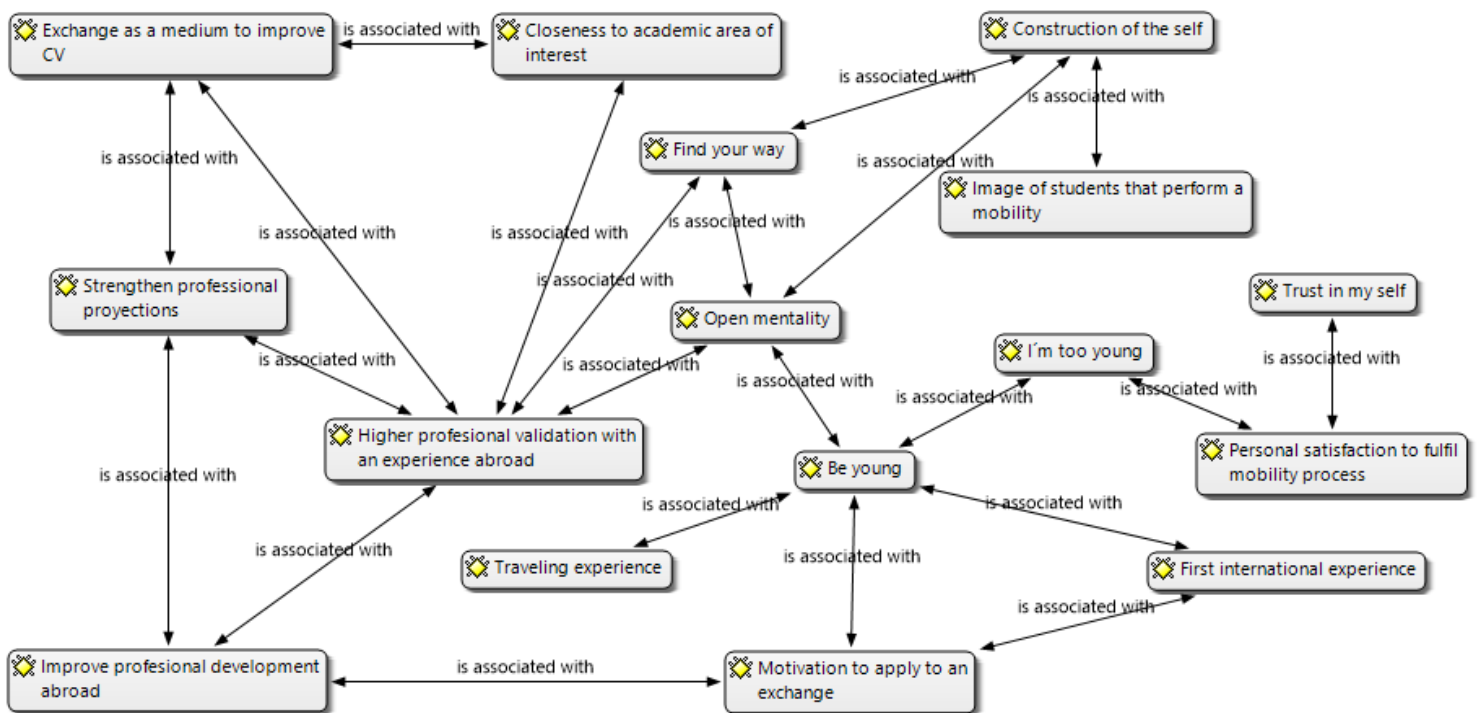 Exchange as a medium to improve
CV
is associated with
Closeness to academic area of
interest
Construction of the self
is associated with
is associated with
is associated with
Find your way
is associated with
Image of students that perform a
mobility
is associated with
is associated with
is associated with
is associated with
Strengthen professional
proyections
Open mentality
Trust in my self
I´m too young
is associated with
is associated with
is associated with
is associated with
is associated with
is associated with
Higher profesional validation with
an experience abroad
Be young
Personal satisfaction to fulfil
mobility process
is associated with
is associated with
is associated with
is associated with
is associated with
Traveling experience
First international experience
is associated with
Improve profesional development
abroad
is associated with
Motivation to apply to an
exchange